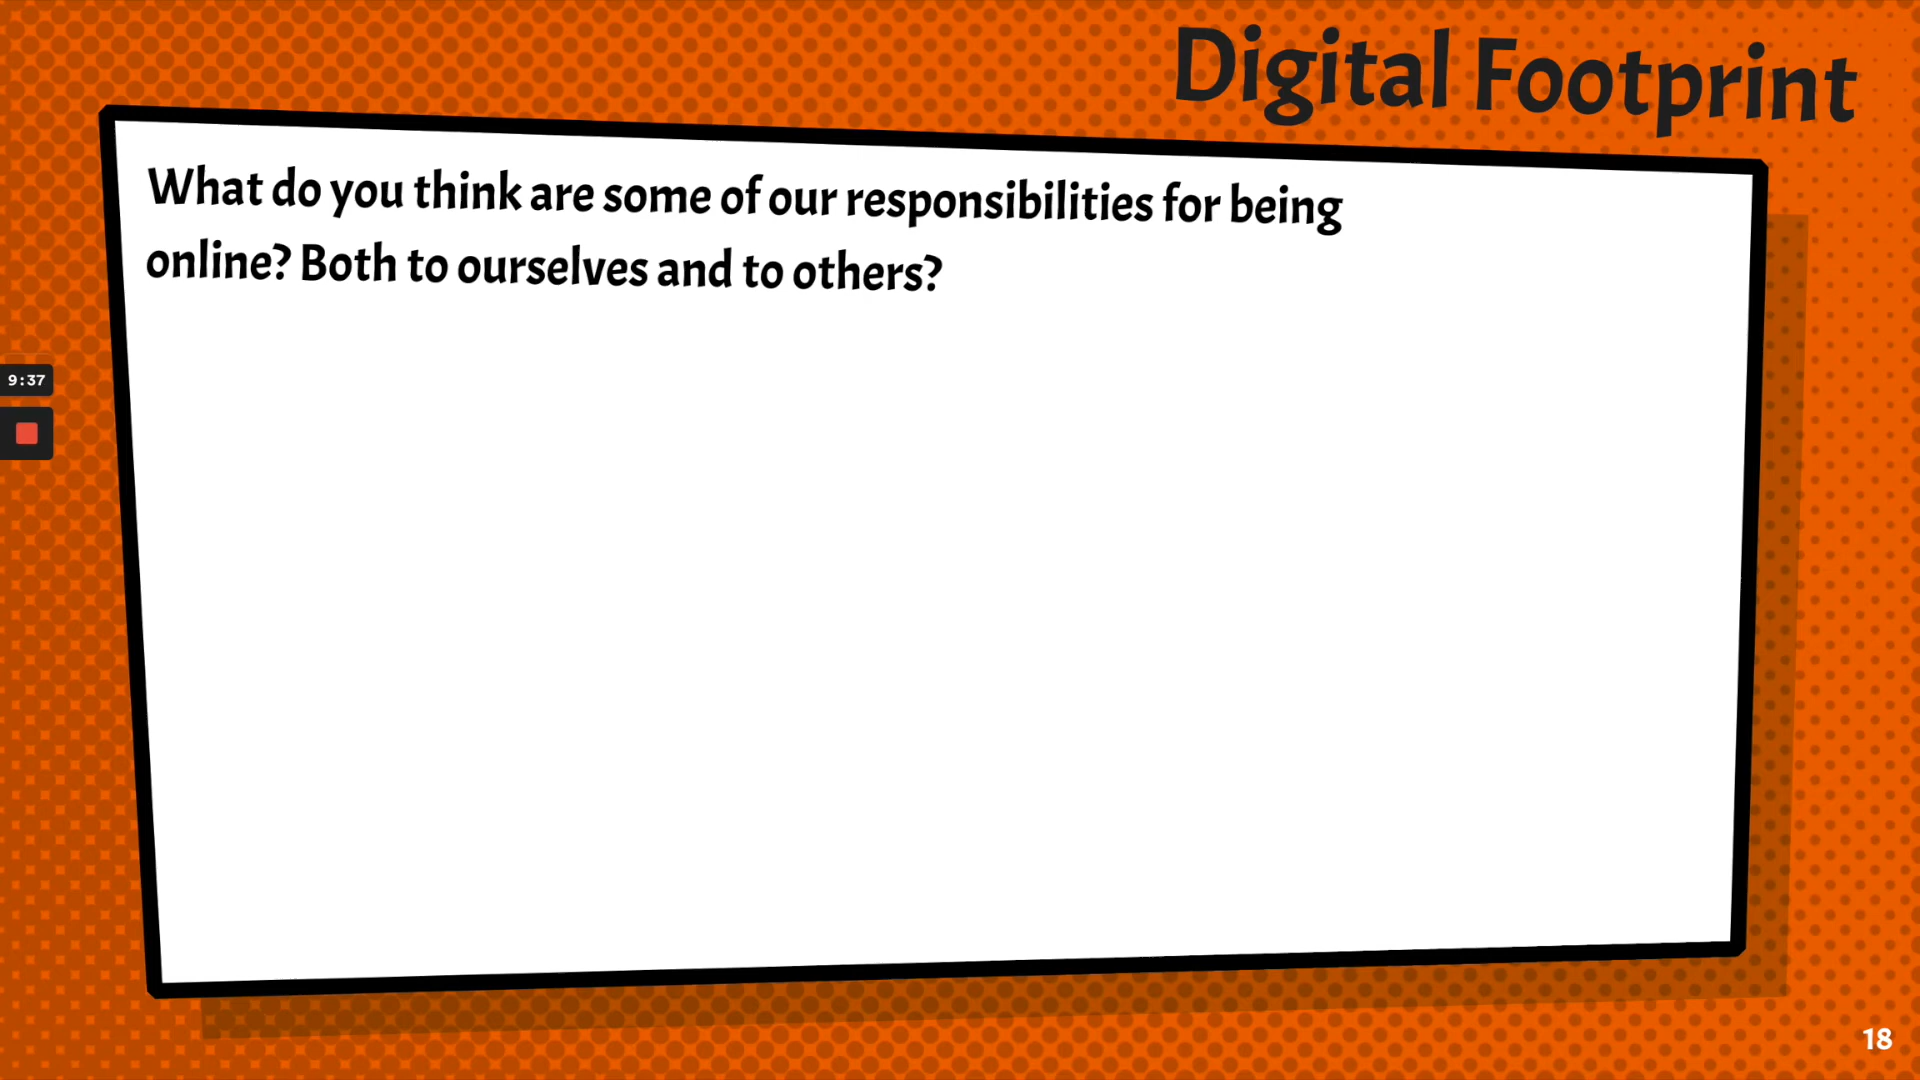 Digital Footprint
What do you think are some of our responsibilities for being
online? Both to ourselves and to others?
9:37
18